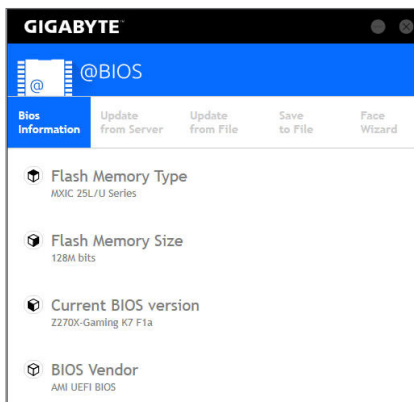 GIGABYTE™
@
@BIOS
Bios Information
Update from Server
Update from File
Save to File
Face Wizard
Flash Memory Type
MXIC 25L/U Series
Flash Memory Size
128M bits
Current BIOS version
Z270X-Gaming K7 F1a
BIOS Vendor
AMI UEFI BIOS